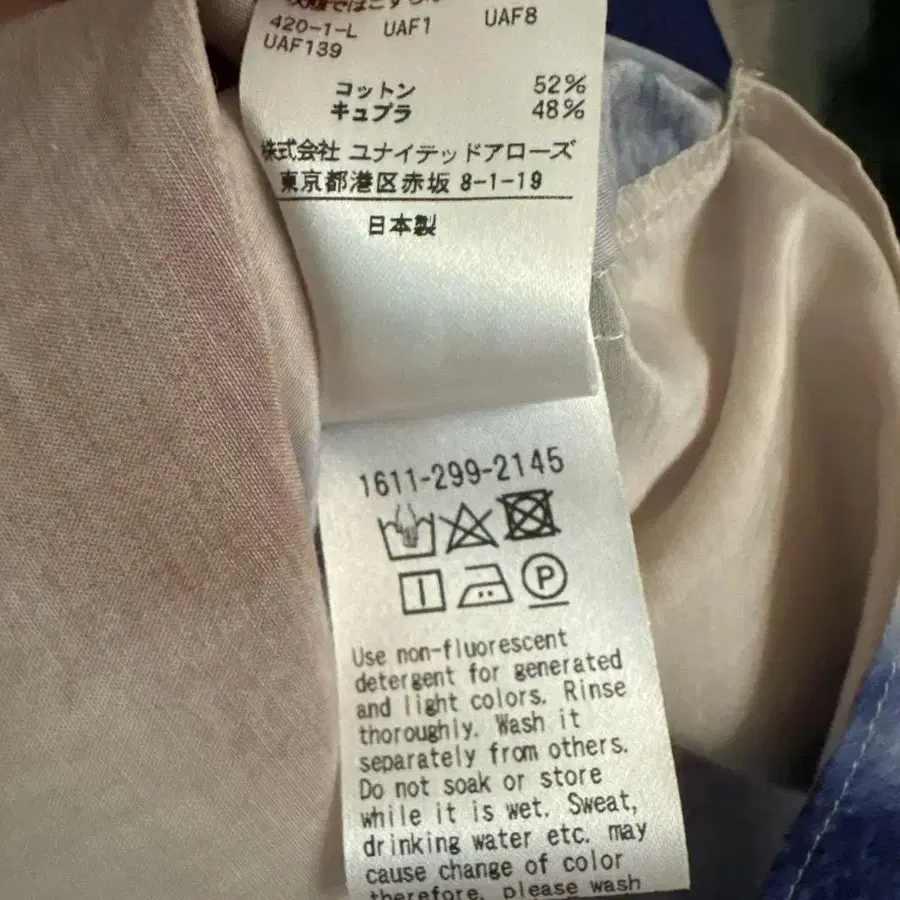 420-1-L UAF1 UAF8
UAF139
コットン 52%
キュプラ 48%
株式会社 ユナイテッドアローズ
東京都港区赤坂 8-1-19
日本製
1611-299-2145
P
Use non-fluorescent
detergent for generated
and light colors. Rinse
thoroughly. Wash it
separately from others.
Do not soak or store
while it is wet. Sweat,
drinking water etc. may
cause change of color
therefore, please wash